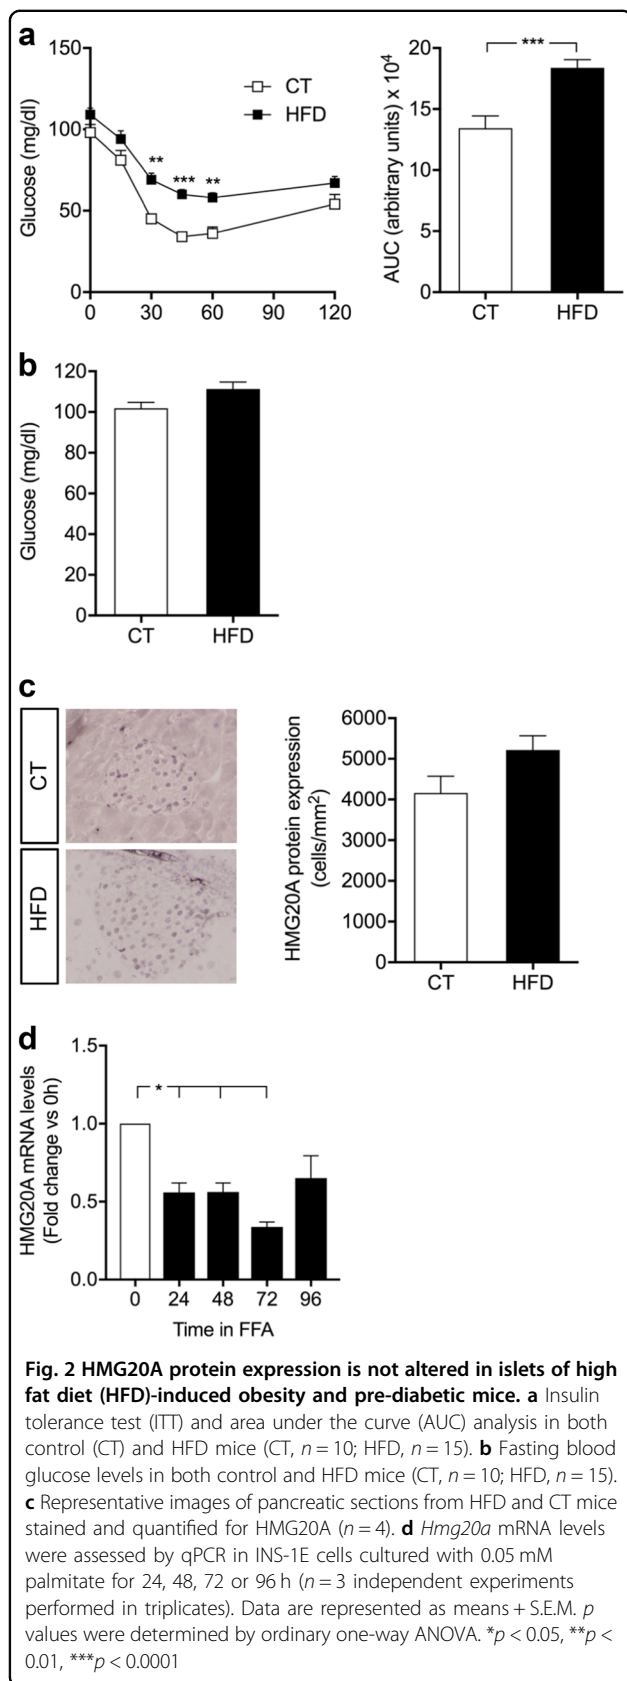 a
150
100
50
0
Glucose (mg/dl)
CT
HFD
**
***
**
0 30 60 90 120
20
15
10
5
0
AUC (arbitrary units) x 10⁴
***
CT HFD
b
120
100
80
60
40
20
0
Glucose (mg/dl)
CT HFD
c
CT
HFD
6000
5000
4000
3000
2000
1000
0
HMG20A protein expression
(cells/mm²)
CT HFD
d
1.5
1.0
0.5
0.0
HMG20A mRNA levels
(Fold change vs 0h)
*
0 24 48 72 96
Time in FFA
Fig. 2 HMG20A protein expression is not altered in islets of high
fat diet (HFD)-induced obesity and pre-diabetic mice. a Insulin
tolerance test (ITT) and area under the curve (AUC) analysis in both
control (CT) and HFD mice (CT, n = 10; HFD, n = 15). b Fasting blood
glucose levels in both control and HFD mice (CT, n = 10; HFD, n = 15).
c Representative images of pancreatic sections from HFD and CT mice
stained and quantified for HMG20A (n = 4). d Hmg20a mRNA levels
were assessed by qPCR in INS-1E cells cultured with 0.05 mM
palmitate for 24, 48, 72 or 96 h (n = 3 independent experiments
performed in triplicates). Data are represented as means + S.E.M. p
values were determined by ordinary one-way ANOVA. *p < 0.05, **p <
0.01, ***p < 0.0001